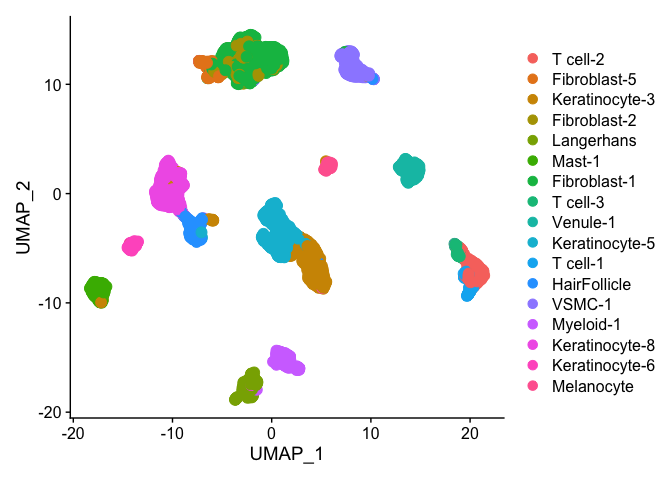 UMAP_2
10
0
-10
-20
-20
-10
0
10
20
UMAP_1
T cell-2
Fibroblast-5
Keratinocyte-3
Fibroblast-2
Langerhans
Mast-1
Fibroblast-1
T cell-3
Venule-1
Keratinocyte-5
T cell-1
HairFollicle
VSMC-1
Myeloid-1
Keratinocyte-8
Keratinocyte-6
Melanocyte